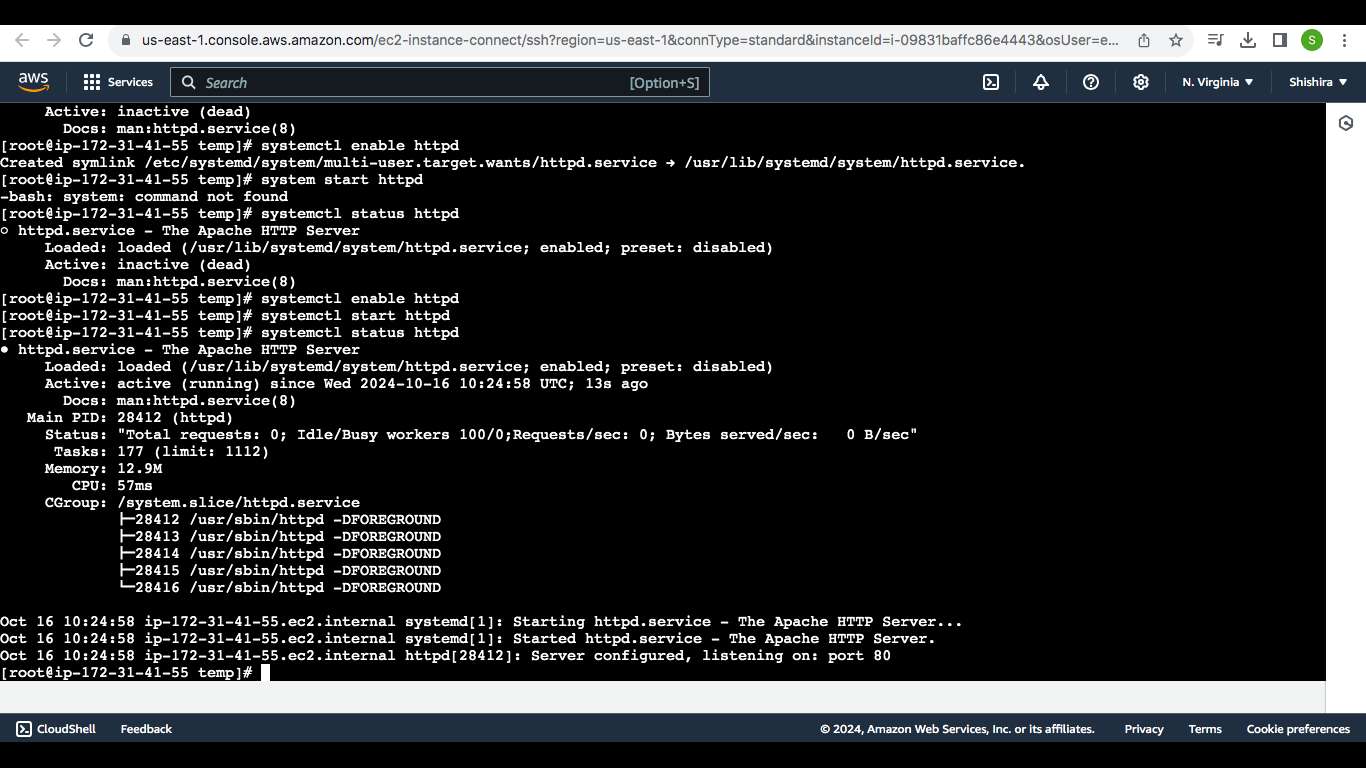 us-east-1.console.aws.amazon.com/ec2-instance-connect/ssh?region=us-east-1&connType=standard&instanceId=i-09831baffc86e4443&osUser=e...
S
aws Services Search [Option+S] N. Virginia ▼ Shishira ▼
Active: inactive (dead)
Docs: man:httpd.service(8)
[root@ip-172-31-41-55 temp]# systemctl enable httpd
Created symlink /etc/systemd/system/multi-user.target.wants/httpd.service → /usr/lib/systemd/system/httpd.service.
[root@ip-172-31-41-55 temp]# system start httpd
-bash: system: command not found
[root@ip-172-31-41-55 temp]# systemctl status httpd
○ httpd.service - The Apache HTTP Server
Loaded: loaded (/usr/lib/systemd/system/httpd.service; enabled; preset: disabled)
Active: inactive (dead)
Docs: man:httpd.service(8)
[root@ip-172-31-41-55 temp]# systemctl enable httpd
[root@ip-172-31-41-55 temp]# systemctl start httpd
[root@ip-172-31-41-55 temp]# systemctl status httpd
● httpd.service - The Apache HTTP Server
Loaded: loaded (/usr/lib/systemd/system/httpd.service; enabled; preset: disabled)
Active: active (running) since Wed 2024-10-16 10:24:58 UTC; 13s ago
Docs: man:httpd.service(8)
Main PID: 28412 (httpd)
Status: "Total requests: 0; Idle/Busy workers 100/0;Requests/sec: 0; Bytes served/sec:   0 B/sec"
Tasks: 177 (limit: 1112)
Memory: 12.9M
CPU: 57ms
CGroup: /system.slice/httpd.service
├─28412 /usr/sbin/httpd -DFOREGROUND
├─28413 /usr/sbin/httpd -DFOREGROUND
├─28414 /usr/sbin/httpd -DFOREGROUND
├─28415 /usr/sbin/httpd -DFOREGROUND
└─28416 /usr/sbin/httpd -DFOREGROUND
Oct 16 10:24:58 ip-172-31-41-55.ec2.internal systemd[1]: Starting httpd.service - The Apache HTTP Server...
Oct 16 10:24:58 ip-172-31-41-55.ec2.internal systemd[1]: Started httpd.service - The Apache HTTP Server.
Oct 16 10:24:58 ip-172-31-41-55.ec2.internal httpd[28412]: Server configured, listening on: port 80
[root@ip-172-31-41-55 temp]#
CloudShell Feedback © 2024, Amazon Web Services, Inc. or its affiliates. Privacy Terms Cookie preferences